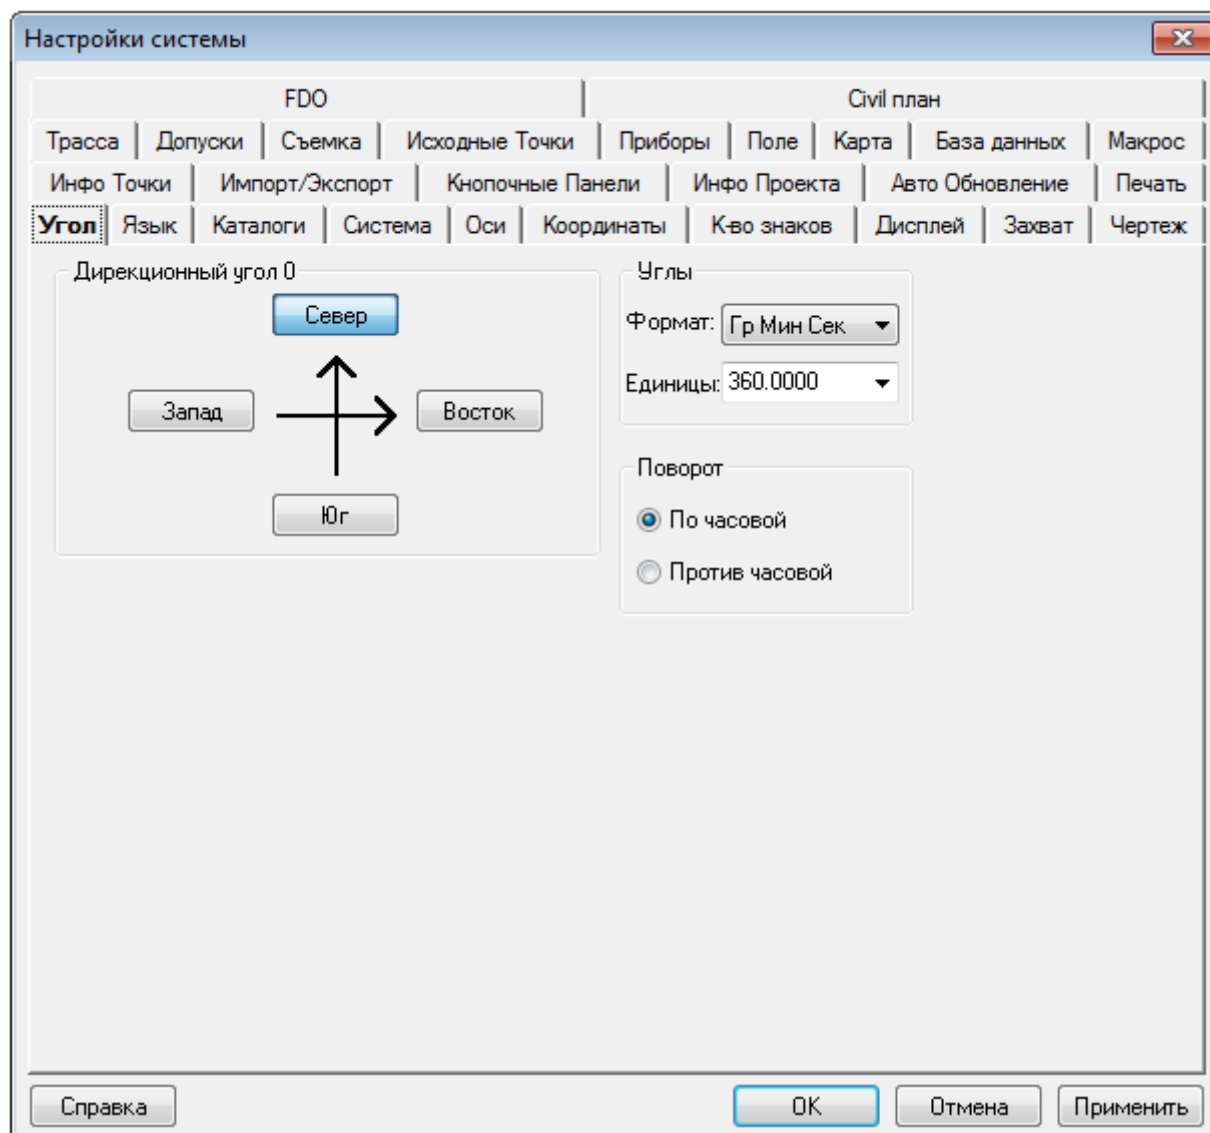 Настройки системы
FDO Civil план
Трасса Допуски Съемка Исходные Точки Приборы Поле Карта База данных Макрос
Инфо Точки Импорт/Экспорт Кнопочные Панели Инфо Проекта Авто Обновление Печать
Угол Язык Каталоги Система Оси Координаты К-во знаков Дисплей Захват Чертеж
Дирекционный угол 0
Север
Запад
Восток
Юг
Углы
Формат: Гр Мин Сек
Единицы: 360.0000
Поворот
По часовой
Против часовой
Справка OK Отмена Применить